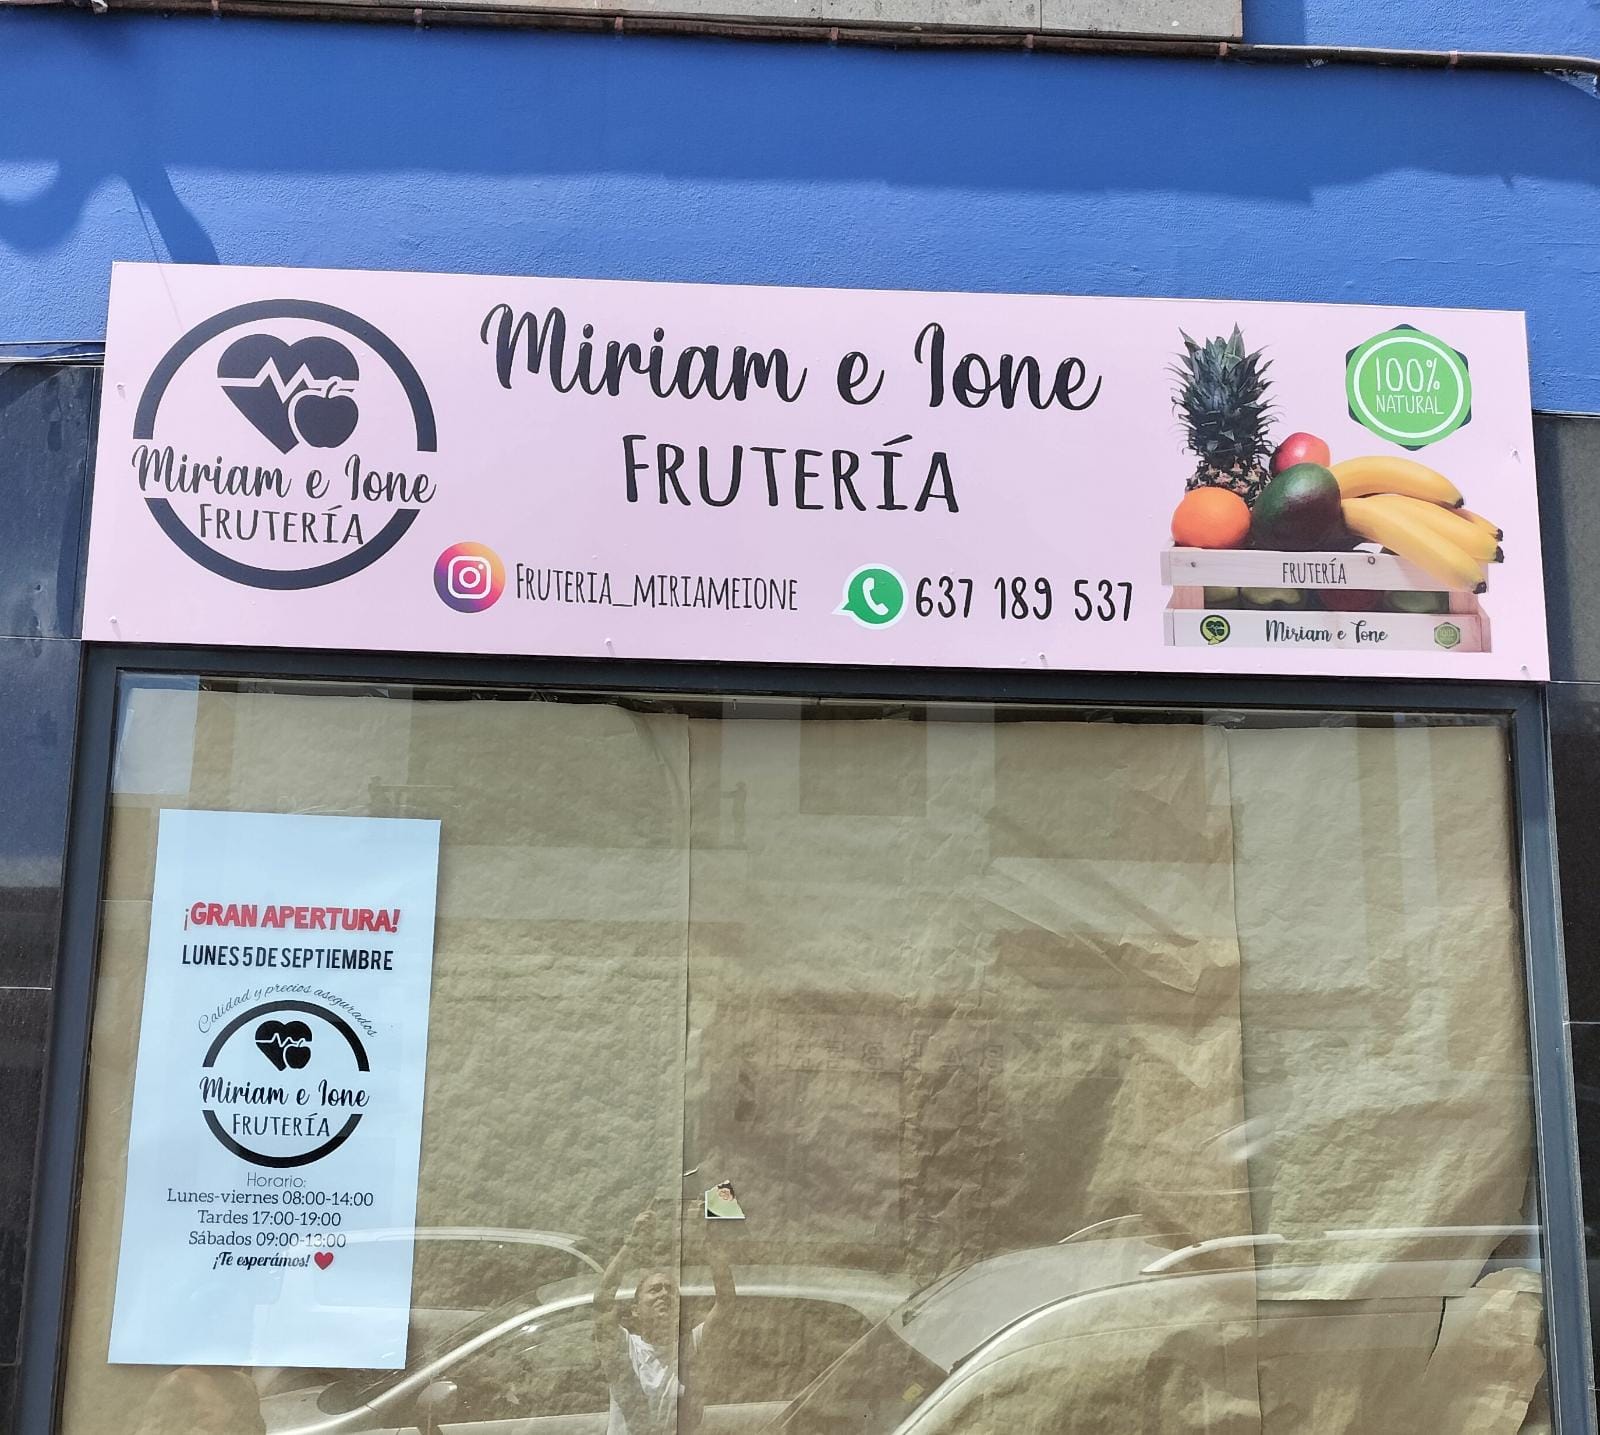 Miriam e Ione
FRUTERÍA
Miriam e Ione
FRUTERÍA
FRUTERIA_MIRIAMEIONE
637 189 537
100%
NATURAL
FRUTERÍA
Miriam e Ione
¡GRAN APERTURA!
LUNES 5 DE SEPTIEMBRE
Calidad y precios asegurados
Miriam e Ione
FRUTERÍA
Horario:
Lunes-viernes 08:00-14:00
Tardes 17:00-19:00
Sábados 09:00-13:00
¡Te esperámos!